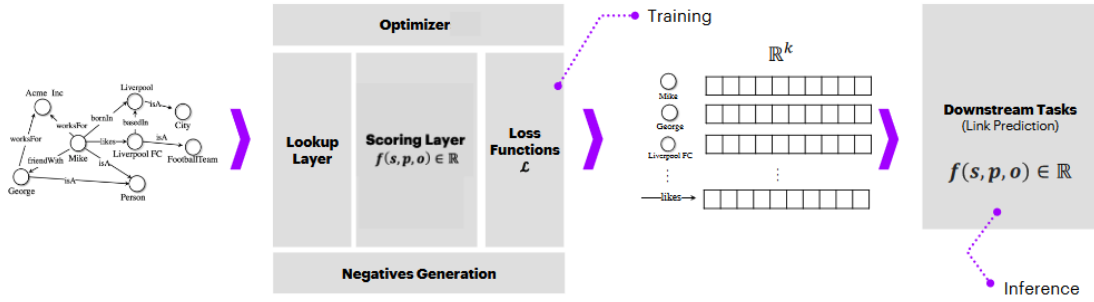 Acme Inc
Liverpool
bornIn
isA
City
worksFor
worksFor
basedIn
likes
isA
Mike
Liverpool FC
FootballTeam
friendWith
isA
George
isA
Person
Optimizer
Lookup
Layer
Scoring Layer
f(s, p, o) ∈ ℝ
Loss
Functions
ℒ
Negatives Generation
Training
ℝᵏ
Mike
George
Liverpool FC
⋮ ⋮
likes
Downstream Tasks
(Link Prediction)
f(s, p, o) ∈ ℝ
Inference